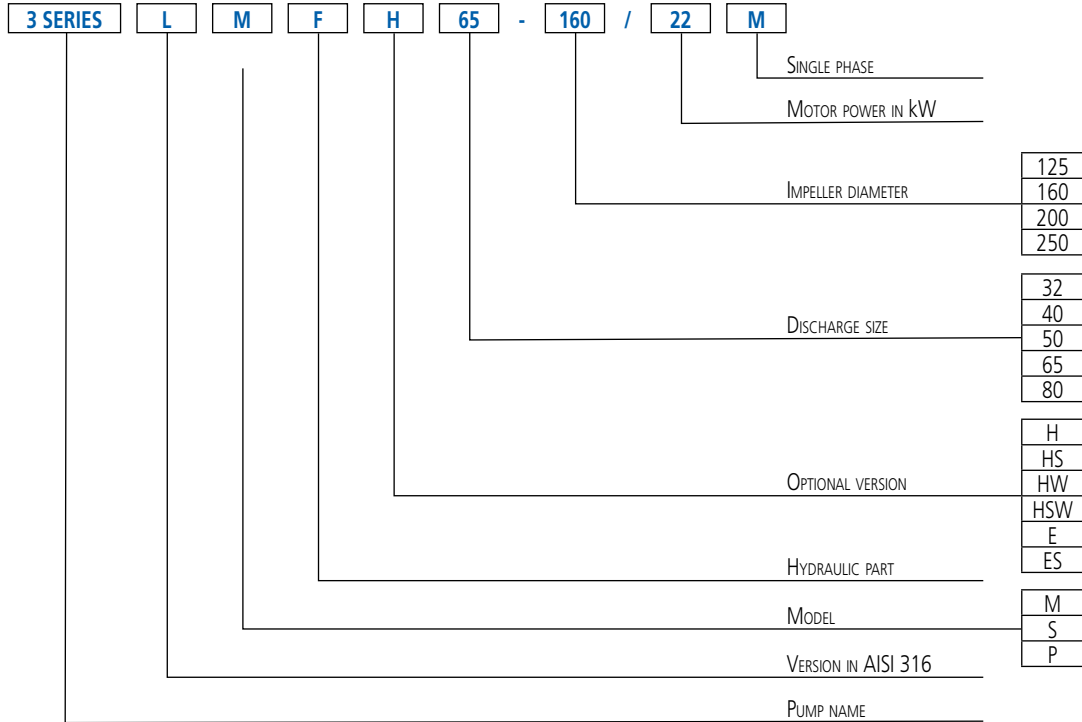 3 SERIES L M F H 65 - 160 / 22 M
SINGLE PHASE
MOTOR POWER IN kW
IMPELLER DIAMETER
125
160
200
250
DISCHARGE SIZE
32
40
50
65
80
OPTIONAL VERSION
H
HS
HW
HSW
E
ES
HYDRAULIC PART
MODEL
M
S
P
VERSION IN AISI 316
PUMP NAME